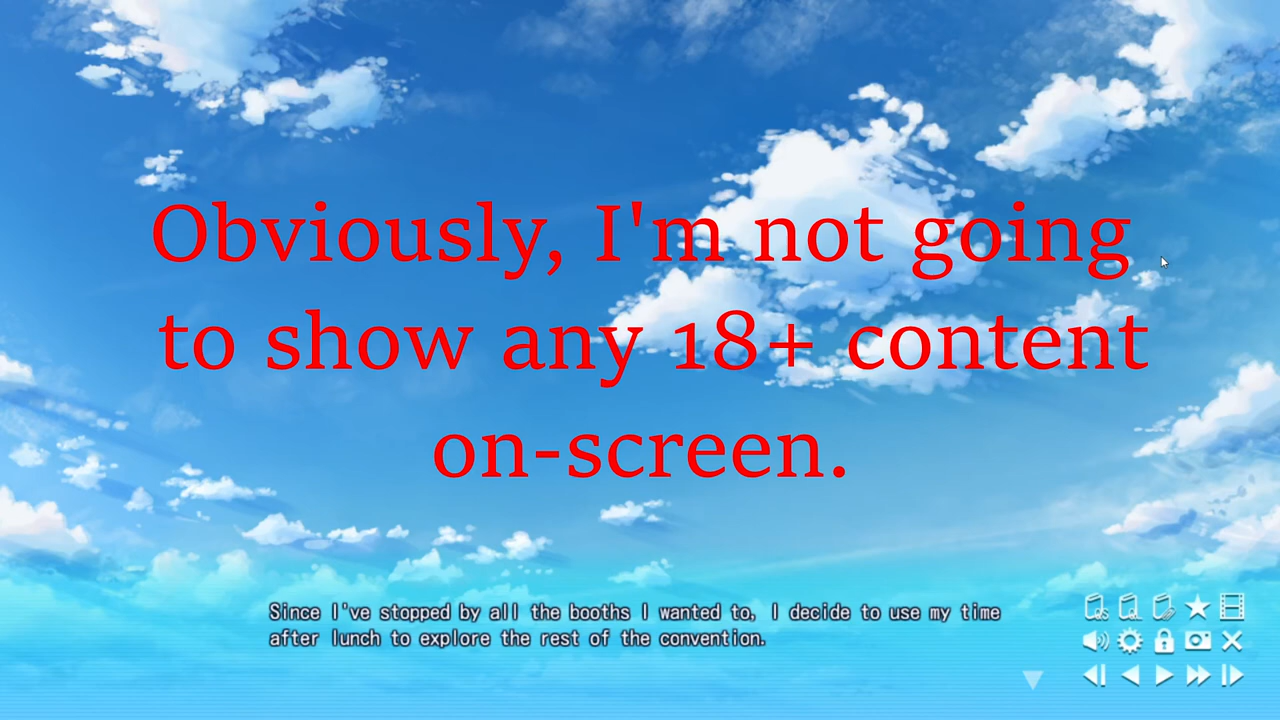 Obviously, I'm not going
to show any 18+ content
on-screen.
Since I've stopped by all the booths I wanted to, I decide to use my time
after lunch to explore the rest of the convention.